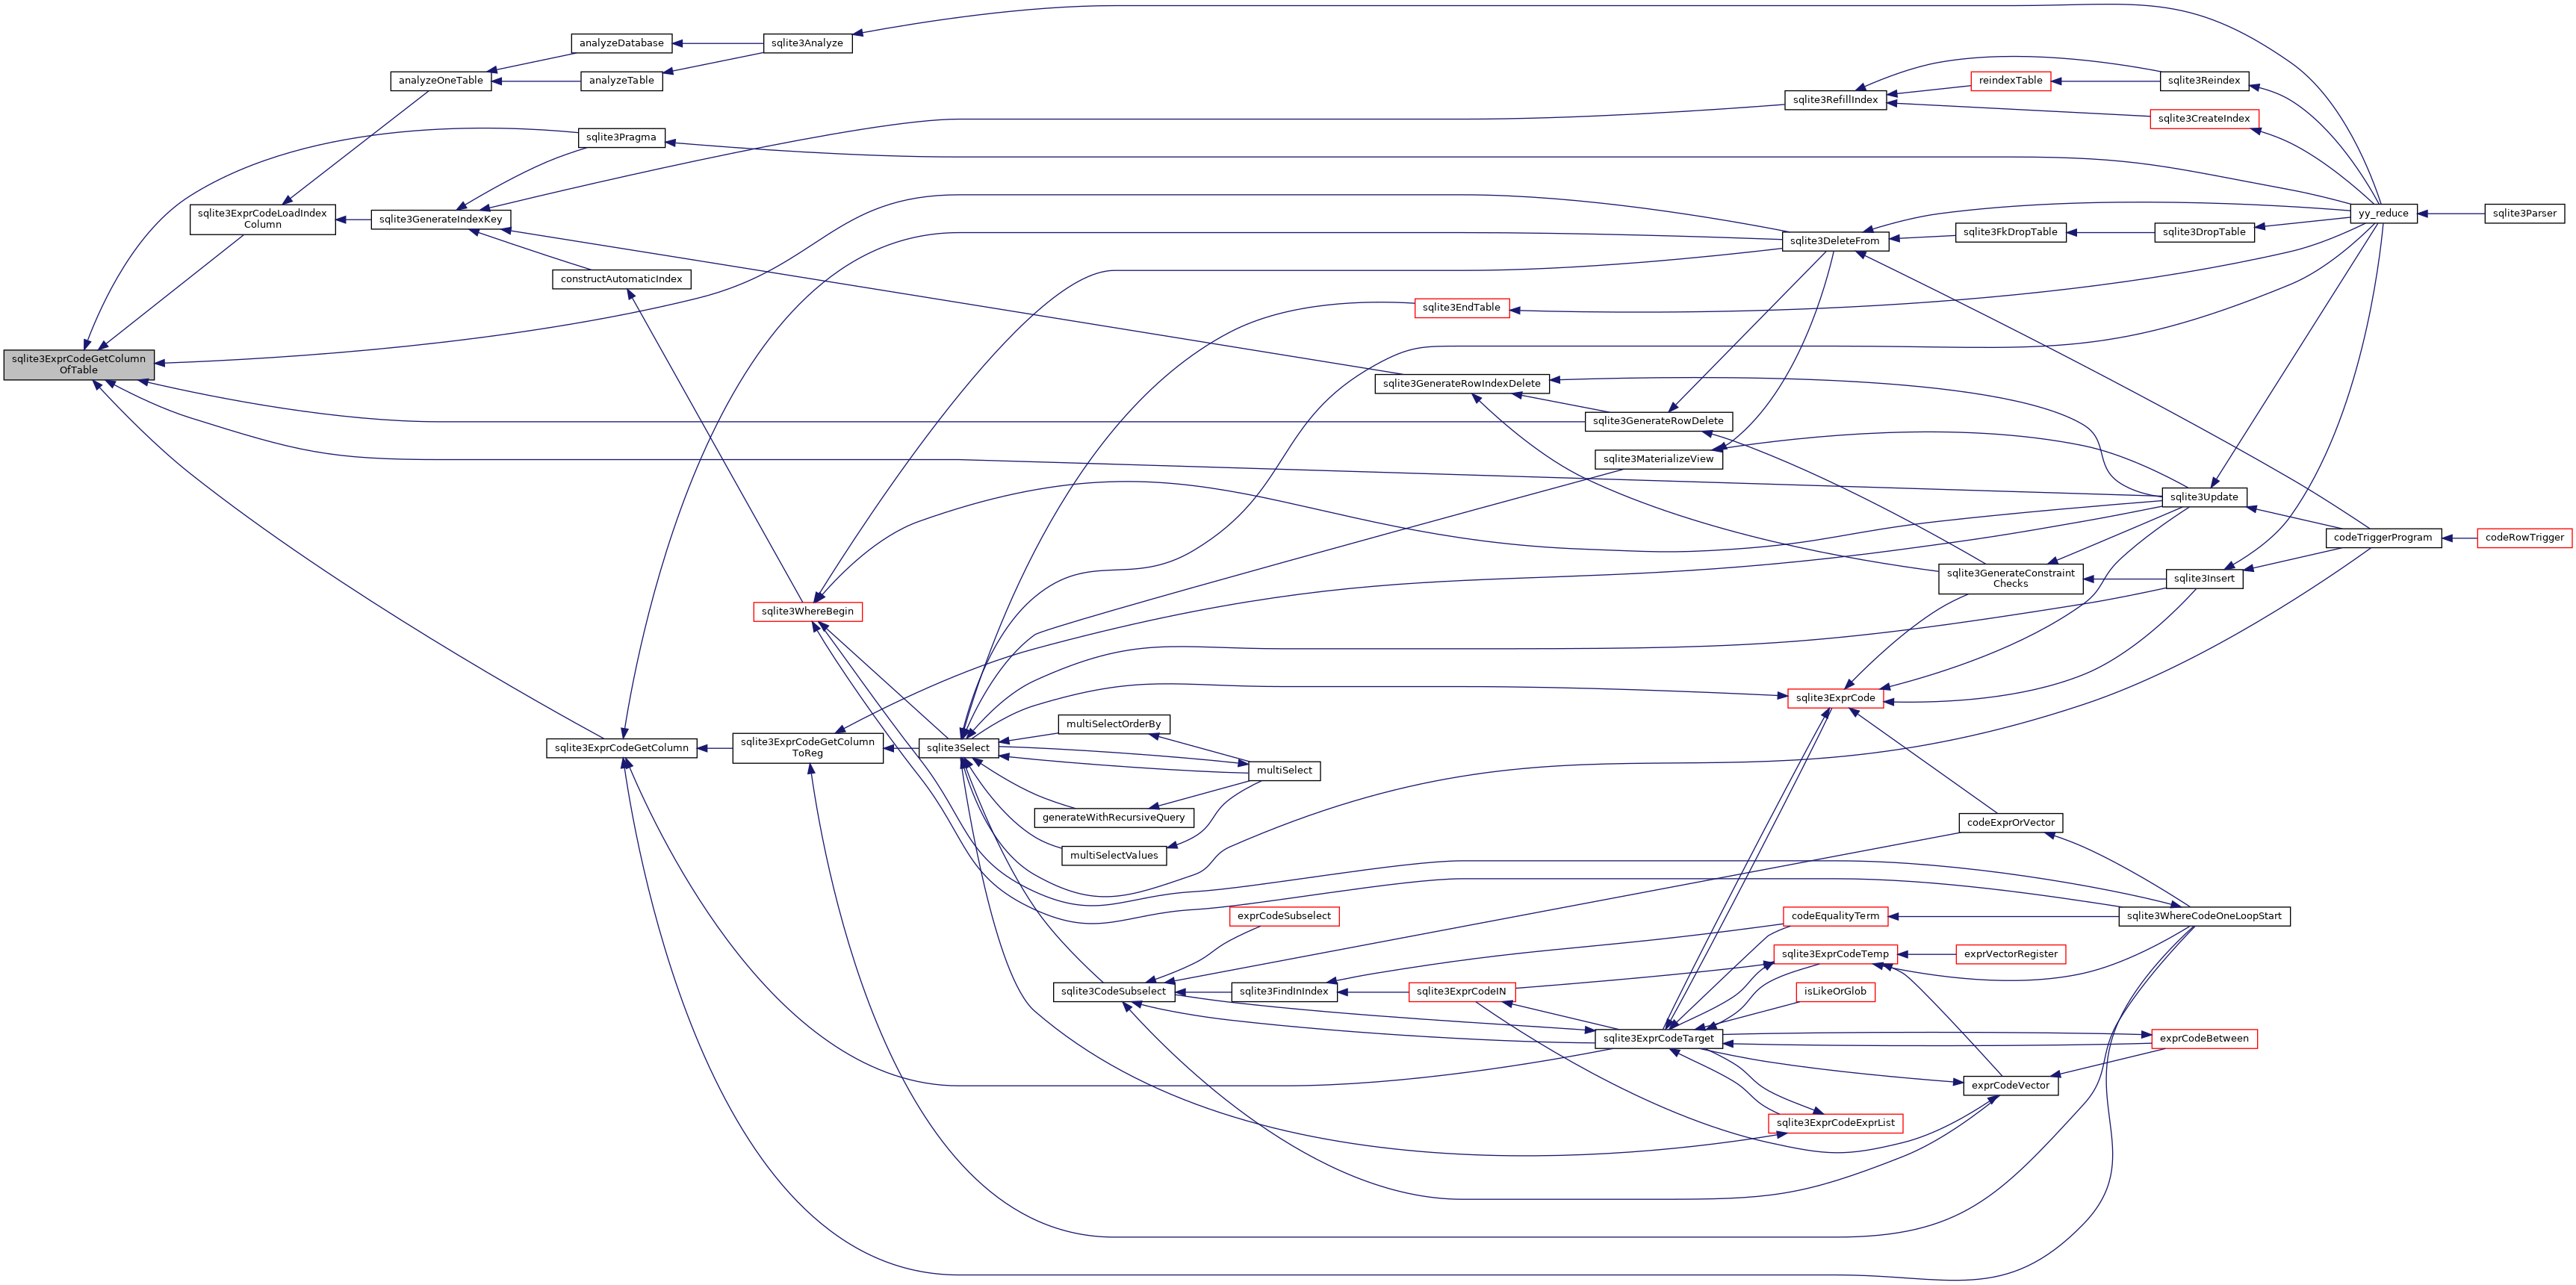 analyzeDatabase
sqlite3Analyze
analyzeOneTable
analyzeTable
sqlite3RefillIndex
reindexTable
sqlite3Reindex
sqlite3CreateIndex
sqlite3Pragma
sqlite3ExprCodeLoadIndex
Column
sqlite3GenerateIndexKey
yy_reduce
sqlite3Parser
sqlite3DeleteFrom
sqlite3FkDropTable
sqlite3DropTable
constructAutomaticIndex
sqlite3EndTable
sqlite3ExprCodeGetColumn
OfTable
sqlite3GenerateRowIndexDelete
sqlite3GenerateRowDelete
sqlite3MaterializeView
sqlite3Update
codeTriggerProgram
codeRowTrigger
sqlite3GenerateConstraint
Checks
sqlite3Insert
sqlite3WhereBegin
sqlite3ExprCode
multiSelectOrderBy
sqlite3ExprCodeGetColumn
sqlite3ExprCodeGetColumn
ToReg
sqlite3Select
multiSelect
generateWithRecursiveQuery
codeExprOrVector
multiSelectValues
exprCodeSubselect
codeEqualityTerm
sqlite3WhereCodeOneLoopStart
sqlite3ExprCodeTemp
exprVectorRegister
sqlite3CodeSubselect
sqlite3FindInIndex
sqlite3ExprCodeIN
isLikeOrGlob
sqlite3ExprCodeTarget
exprCodeBetween
exprCodeVector
sqlite3ExprCodeExprList